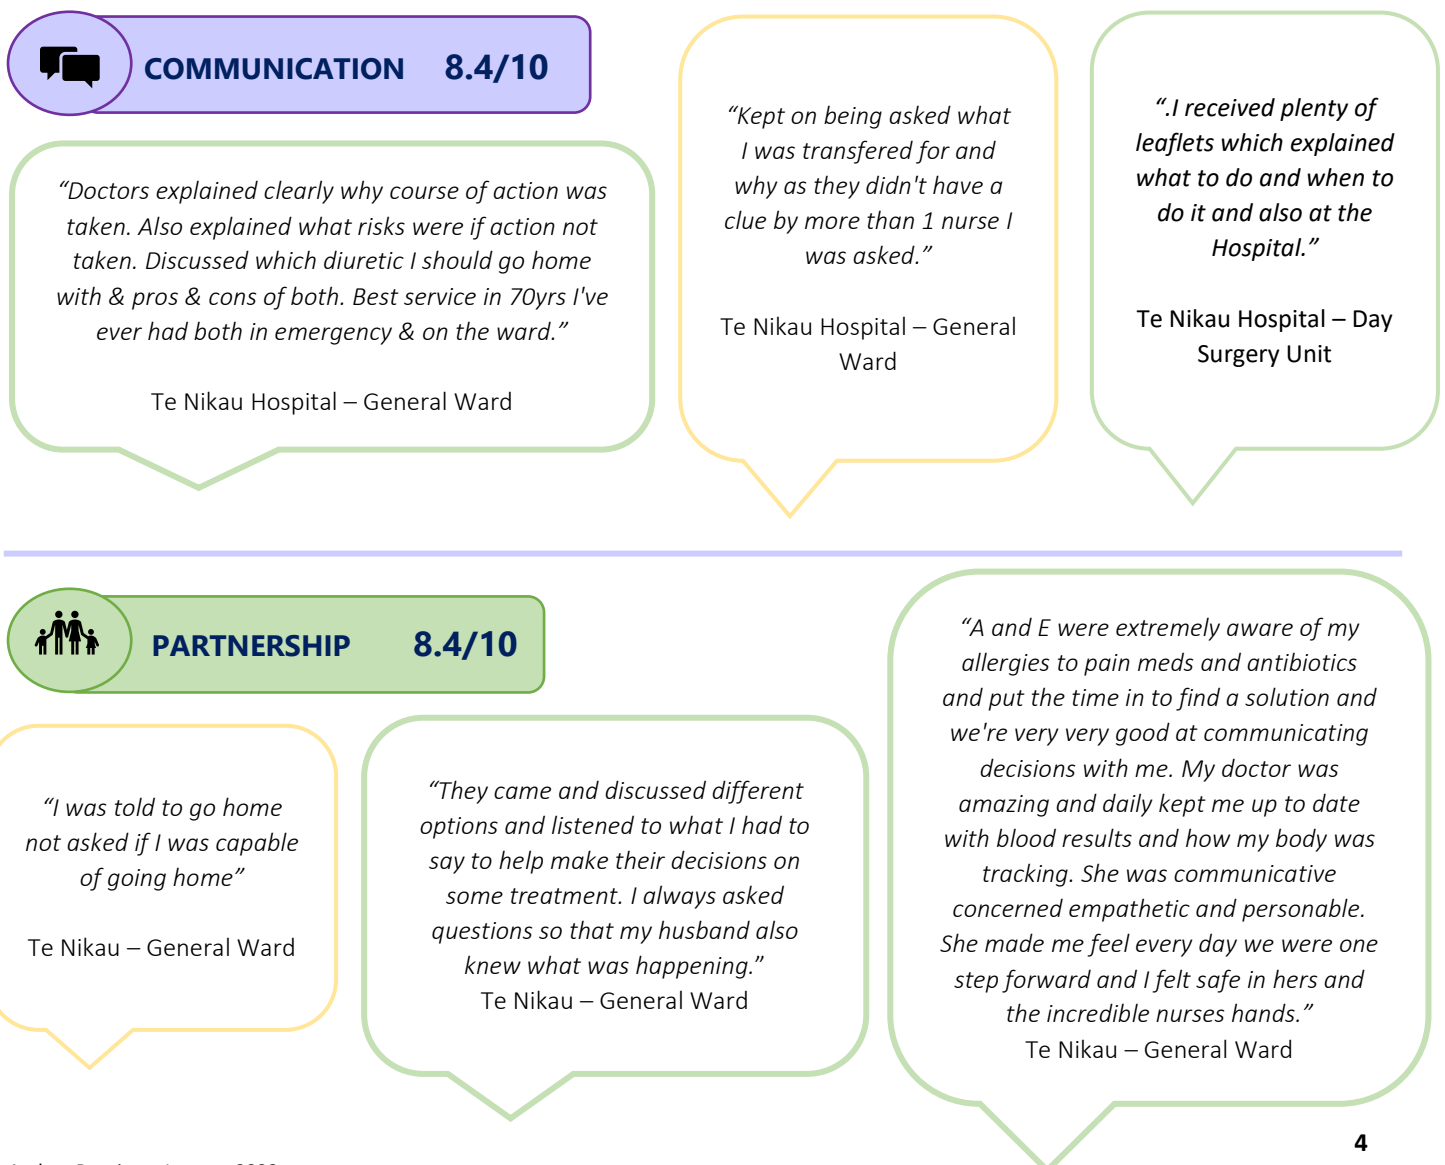 COMMUNICATION 8.4/10
“Doctors explained clearly why course of action was
taken. Also explained what risks were if action not
taken. Discussed which diuretic I should go home
with & pros & cons of both. Best service in 70yrs I've
ever had both in emergency & on the ward.”
Te Nikau Hospital – General Ward
“Kept on being asked what
I was transfered for and
why as they didn't have a
clue by more than 1 nurse I
was asked.”
Te Nikau Hospital – General
Ward
“.I received plenty of
leaflets which explained
what to do and when to
do it and also at the
Hospital.”
Te Nikau Hospital – Day
Surgery Unit
PARTNERSHIP 8.4/10
“I was told to go home
not asked if I was capable
of going home”
Te Nikau – General Ward
“They came and discussed different
options and listened to what I had to
say to help make their decisions on
some treatment. I always asked
questions so that my husband also
knew what was happening.”
Te Nikau – General Ward
“A and E were extremely aware of my
allergies to pain meds and antibiotics
and put the time in to find a solution and
we're very very good at communicating
decisions with me. My doctor was
amazing and daily kept me up to date
with blood results and how my body was
tracking. She was communicative
concerned empathetic and personable.
She made me feel every day we were one
step forward and I felt safe in hers and
the incredible nurses hands.”
Te Nikau – General Ward
4